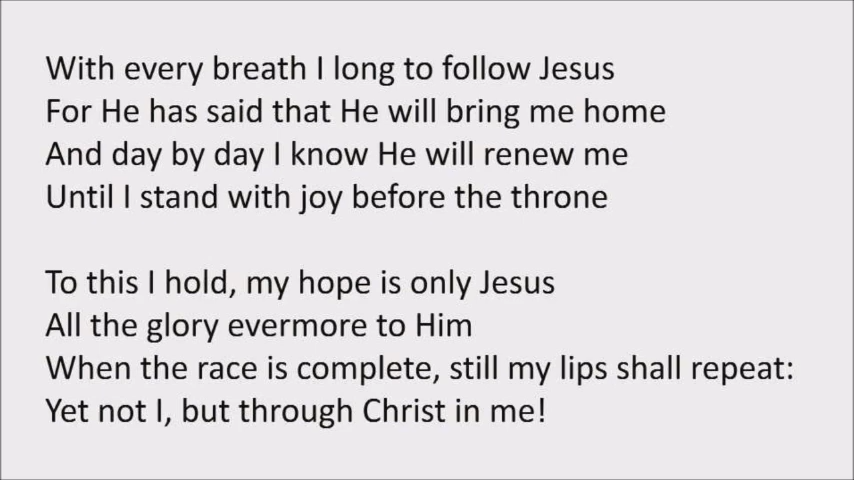 With every breath I long to follow Jesus
For He has said that He will bring me home
And day by day I know He will renew me
Until I stand with joy before the throne
To this I hold, my hope is only Jesus
All the glory evermore to Him
When the race is complete, still my lips shall repeat:
Yet not I, but through Christ in me!